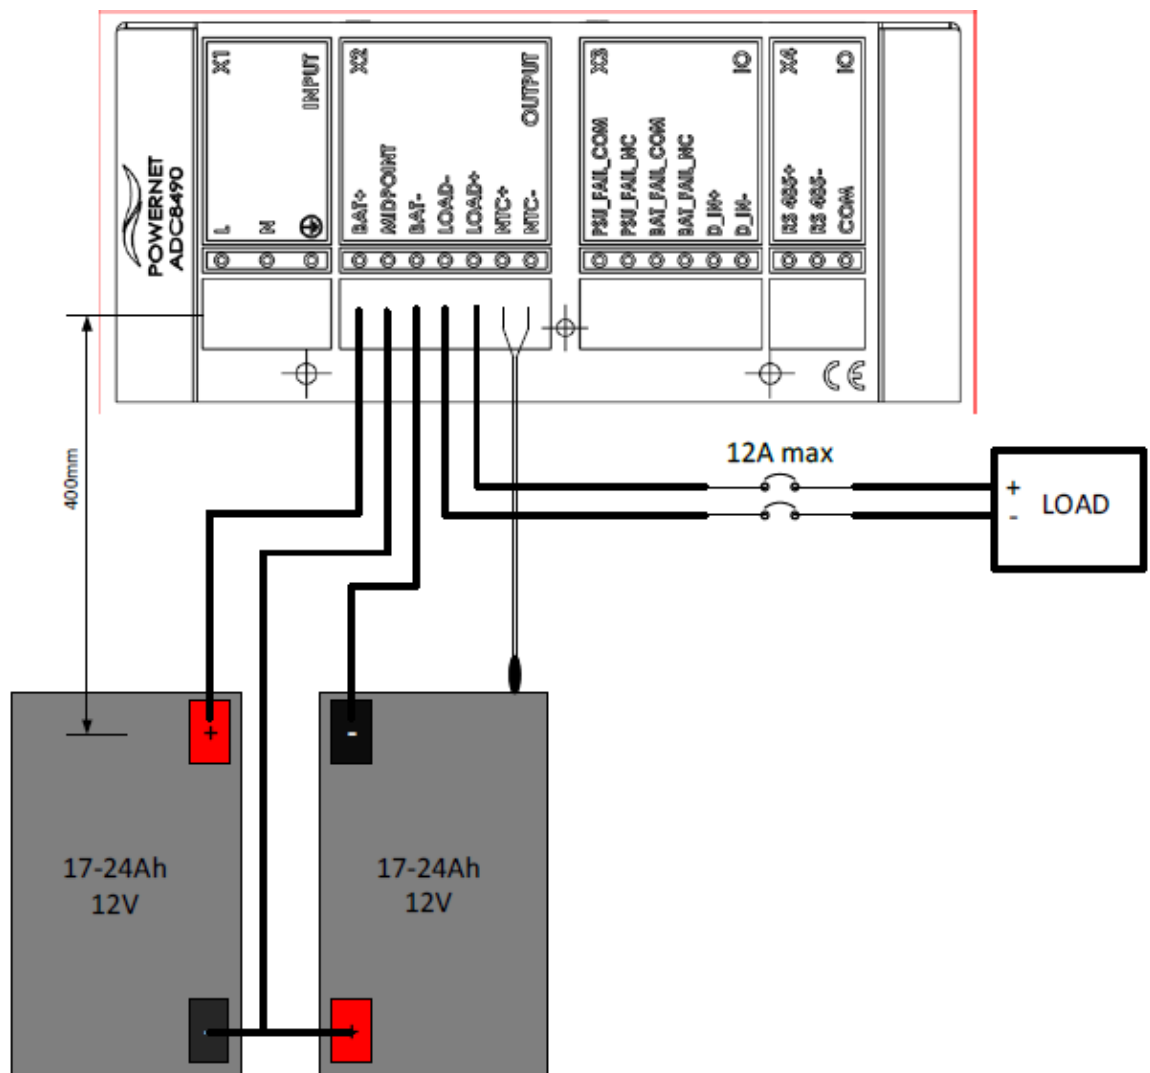 POWERNET
ADC8490
X1
INPUT
L
N
X2
OUTPUT
BAT+
MIDPOINT
BAT-
LOAD-
LOAD+
NTC+
NTC-
X3
IO
PSU_FAIL_COM
PSU_FAIL_NC
BAT_FAIL_COM
BAT_FAIL_NC
D_IN+
D_IN-
X4
IO
RS 485+
RS 485-
COM
CE
400mm
12A max
+
-
LOAD
+
-
17-24Ah
12V
17-24Ah
12V
-
+